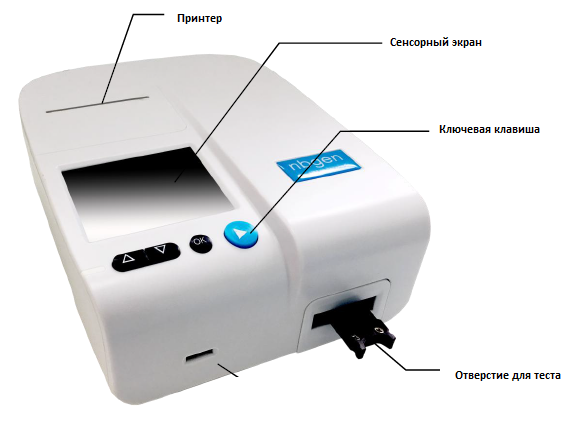 Принтер
Сенсорный экран
Ключевая клавиша
nbgen
OK
Отверстие для теста